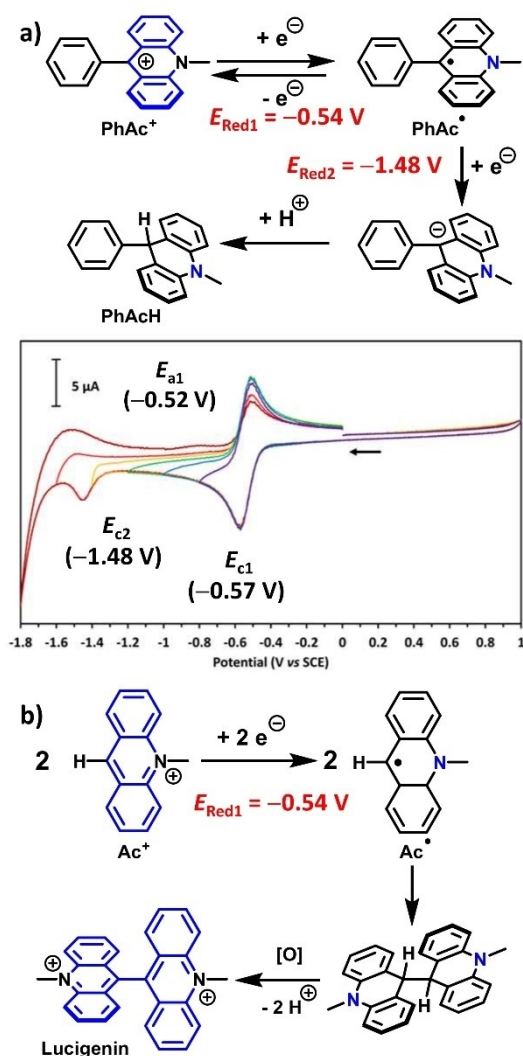 a)
+ e⊖
- e⊖
⊕
N
PhAc⁺
E_Red1 = −0.54 V
N
PhAc•
E_Red2 = −1.48 V
+ e⊖
+ H⊕
H
N
PhAcH
⊖
N
5 µA
E_a1
(−0.52 V)
E_c2
(−1.48 V)
E_c1
(−0.57 V)
-1.8 -1.6 -1.4 -1.2 -1 -0.8 -0.6 -0.4 -0.2 0 0.2 0.4 0.6 0.8 1
Potential (V vs SCE)
b)
2 H N ⊕
+ 2 e⊖
2 H N
E_Red1 = −0.54 V
Ac⁺
Ac•
⊕
N
N
⊕
[O]
- 2 H⊕
H
N
N
H
Lucigenin